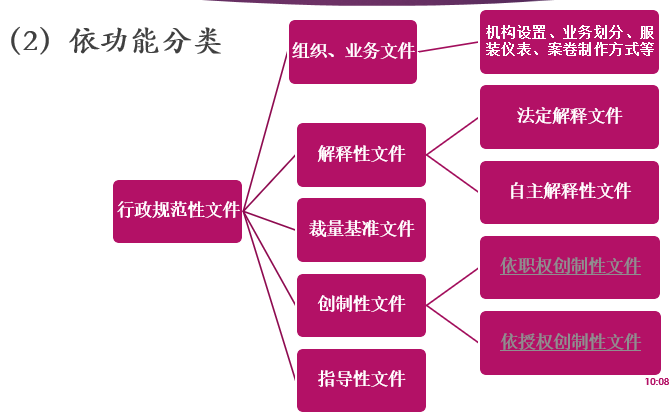 （2）依功能分类
行政规范性文件
组织、业务文件
机构设置、业务划分、服
装仪表、案卷制作方式等
解释性文件
法定解释文件
自主解释性文件
裁量基准文件
创制性文件
依职权创制性文件
依授权创制性文件
指导性文件
10:08